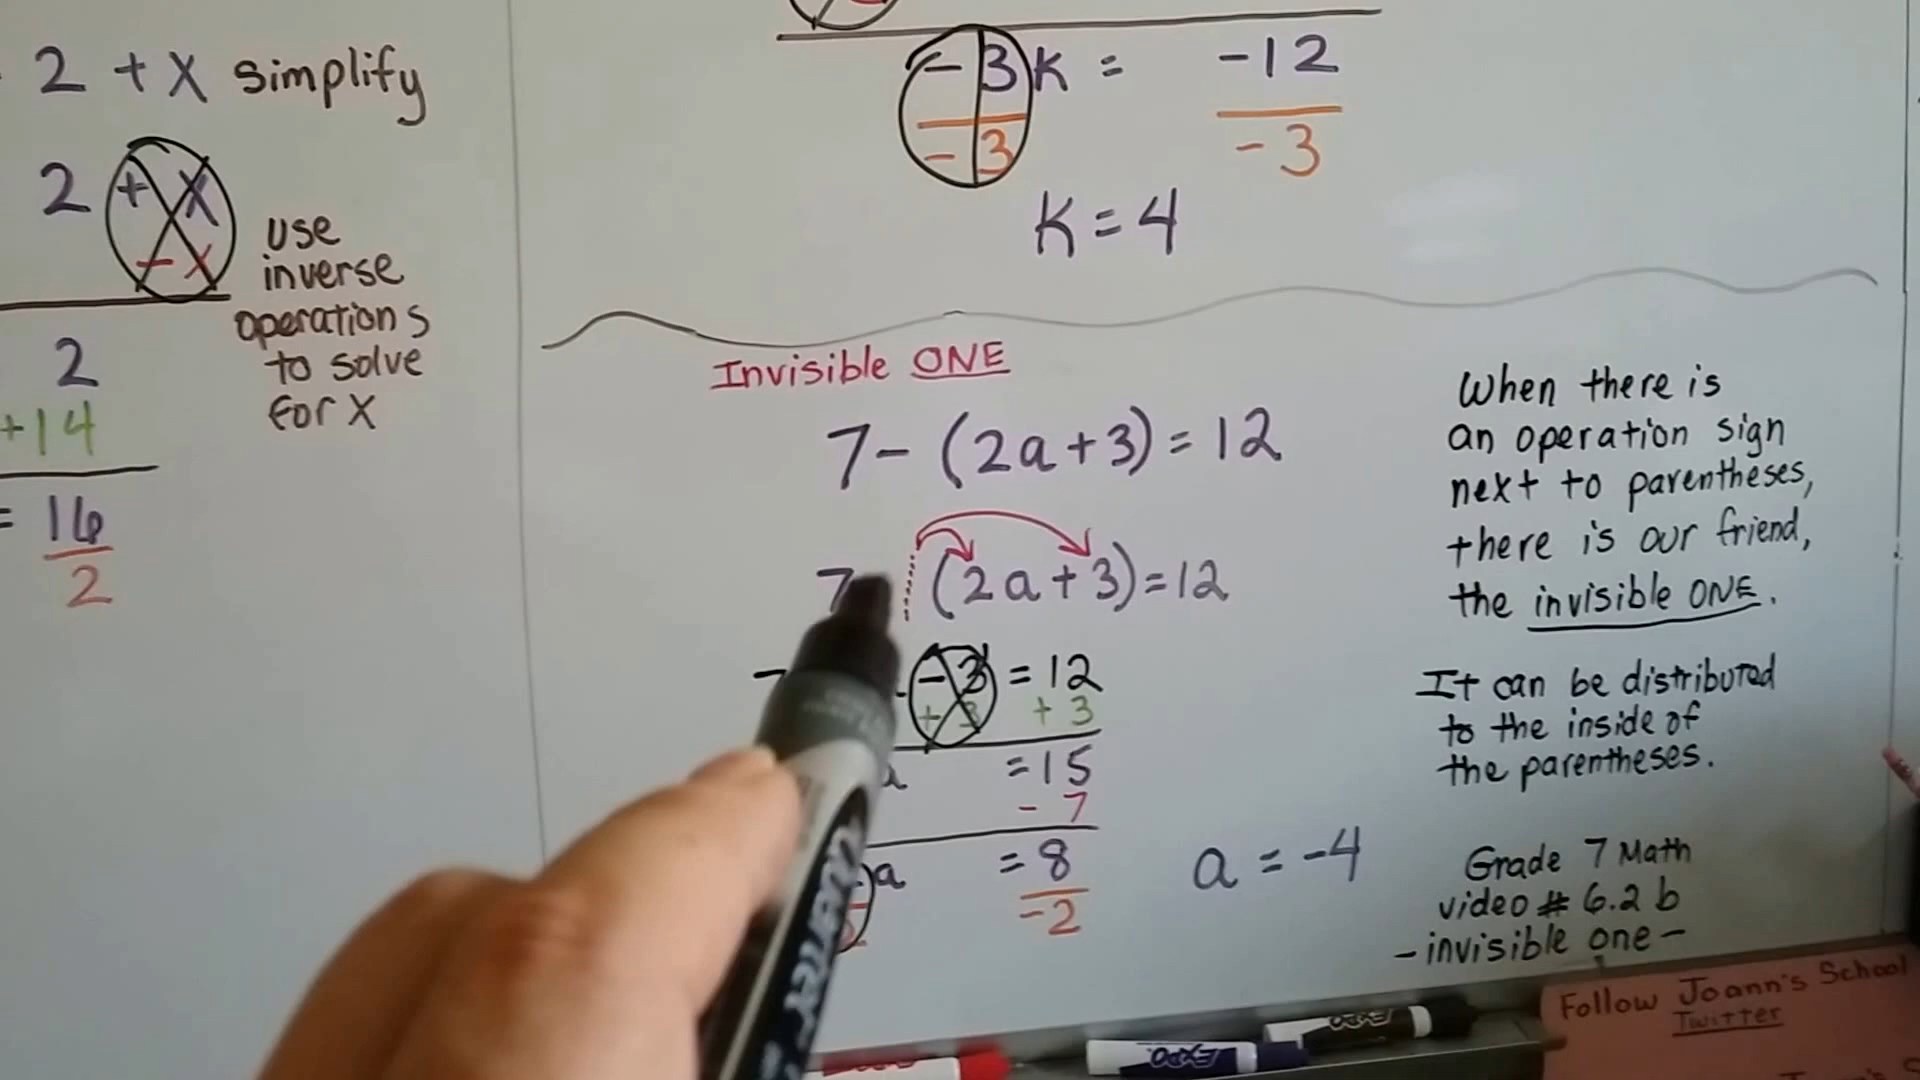 2 + x simplify
2 + x
- x
use
inverse
operations
to solve
for x
2
+14
= 16
2
-3k = -12
-3 -3
k = 4
Invisible ONE
7 - (2a + 3) = 12
7 (2a + 3) = 12
- 3 = 12
+ 3 + 3
= 15
- 7
a = 8
-2
a = -4
When there is
an operation sign
next to parentheses,
there is our friend,
the invisible ONE.
It can be distributed
to the inside of
the parentheses.
Grade 7 Math
video # 6.2 b
- invisible one -
Follow Joann's School
Twitter
EXPO
EXPO